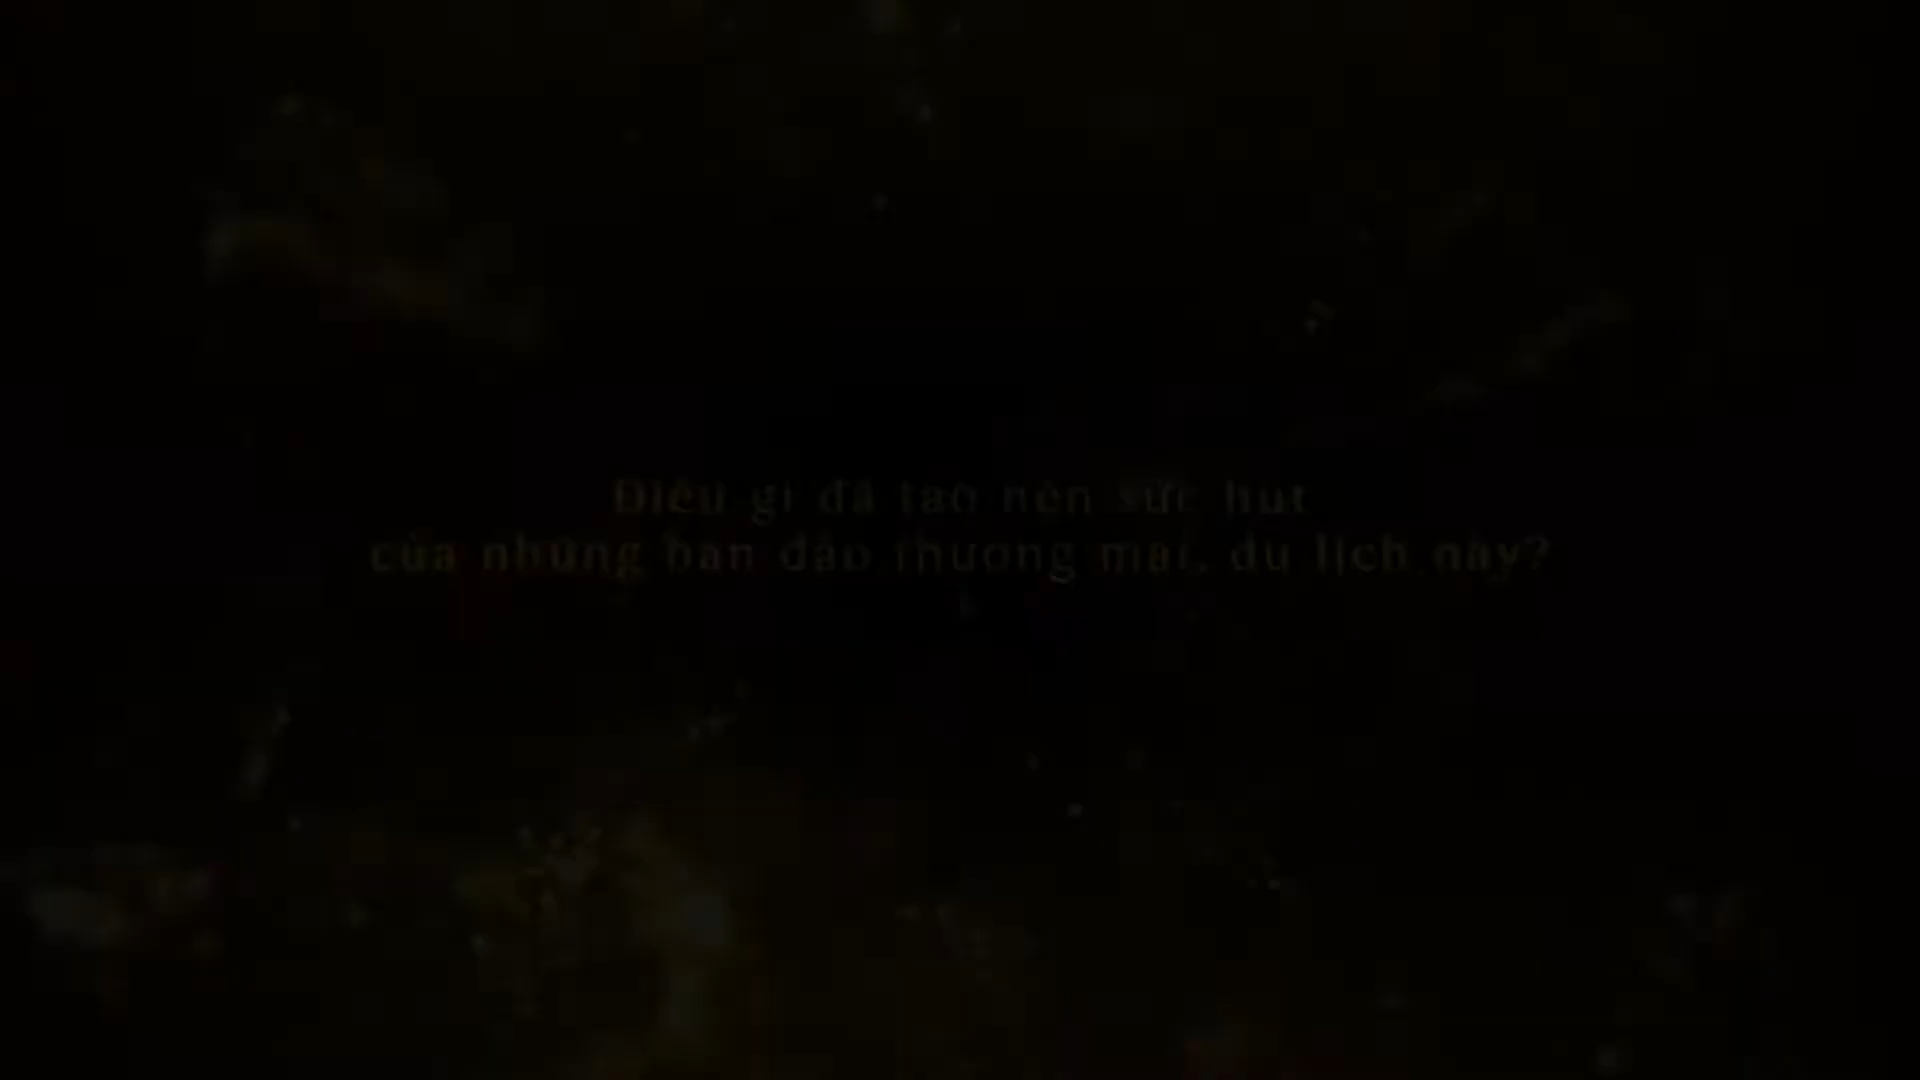 Điều gì đã tạo nên sức hút
của những bán đảo thương mại, du lịch này?